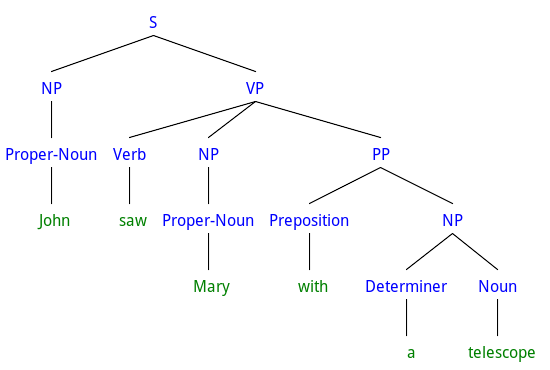 S
NP VP
Proper-Noun Verb NP PP
John saw Proper-Noun Preposition NP
Mary with Determiner Noun
a telescope